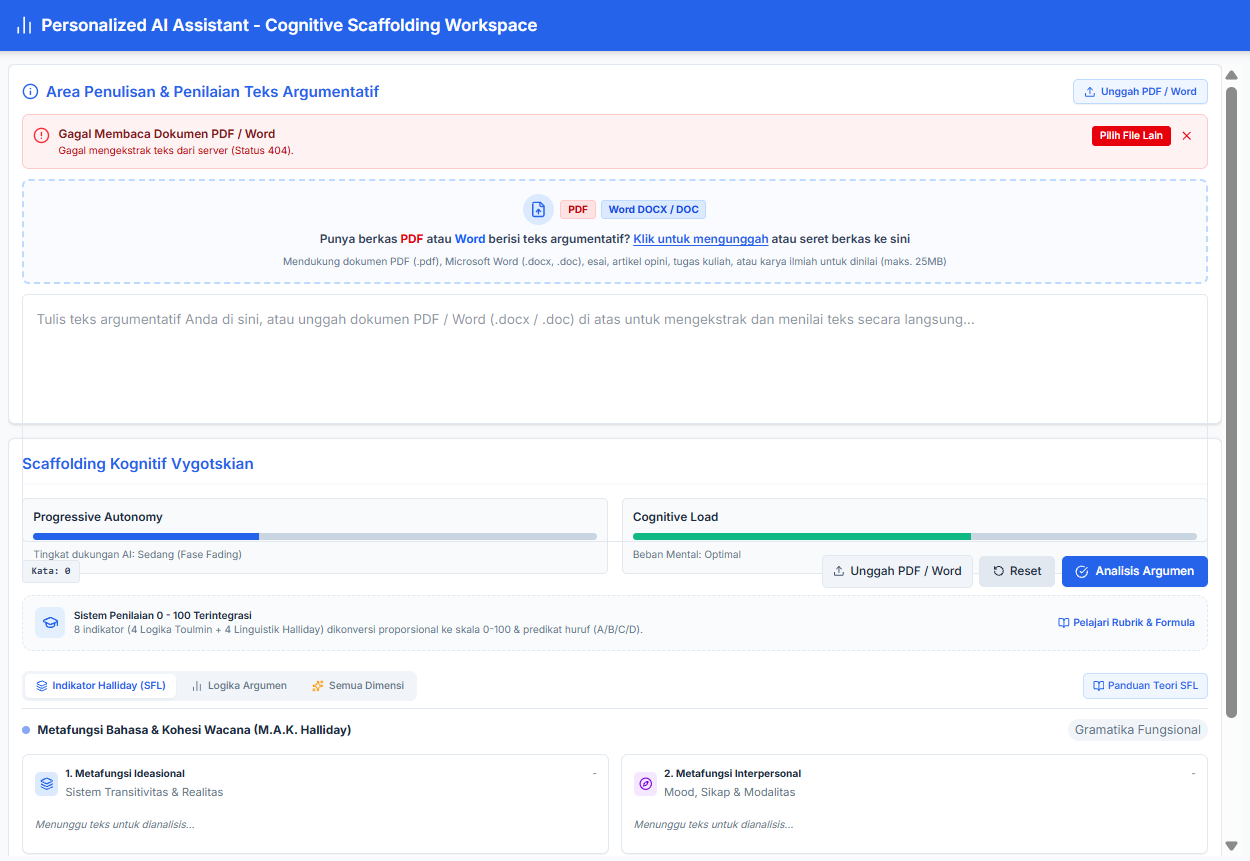 Personalized AI Assistant - Cognitive Scaffolding Workspace
Area Penulisan & Penilaian Teks Argumentatif
Unggah PDF / Word
Gagal Membaca Dokumen PDF / Word
Gagal mengekstrak teks dari server (Status 404).
Pilih File Lain
PDF
Word DOCX / DOC
Punya berkas PDF atau Word berisi teks argumentatif? Klik untuk mengunggah atau seret berkas ke sini
Mendukung dokumen PDF (.pdf), Microsoft Word (.docx, .doc), esai, artikel opini, tugas kuliah, atau karya ilmiah untuk dinilai (maks. 25MB)
Tulis teks argumentatif Anda di sini, atau unggah dokumen PDF / Word (.docx / .doc) di atas untuk mengekstrak dan menilai teks secara langsung...
Scaffolding Kognitif Vygotskian
Progressive Autonomy
Tingkat dukungan AI: Sedang (Fase Fading)
Cognitive Load
Beban Mental: Optimal
Kata: 0
Unggah PDF / Word
Reset
Analisis Argumen
Sistem Penilaian 0 - 100 Terintegrasi
8 indikator (4 Logika Toulmin + 4 Linguistik Halliday) dikonversi proporsional ke skala 0-100 & predikat huruf (A/B/C/D).
Pelajari Rubrik & Formula
Indikator Halliday (SFL)
Logika Argumen
Semua Dimensi
Panduan Teori SFL
Metafungsi Bahasa & Kohesi Wacana (M.A.K. Halliday)
Gramatika Fungsional
1. Metafungsi Ideasional
-
Sistem Transitivitas & Realitas
Menunggu teks untuk dianalisis...
2. Metafungsi Interpersonal
-
Mood, Sikap & Modalitas
Menunggu teks untuk dianalisis...